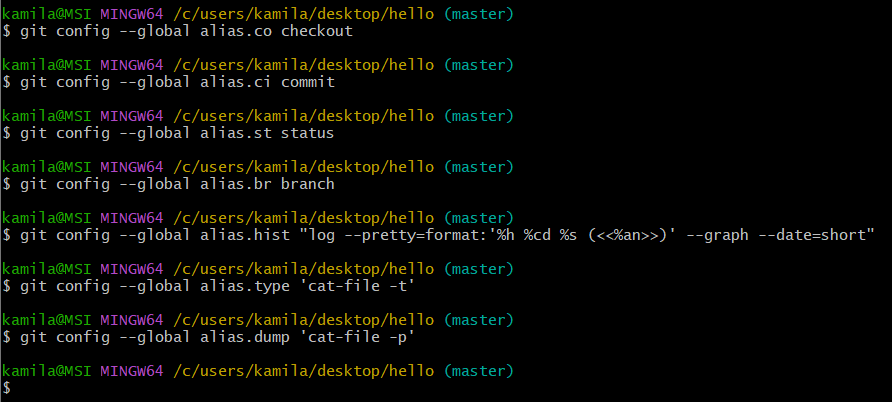 kamila@MSI MINGW64 /c/users/kamila/desktop/hello (master)
$ git config --global alias.co checkout
kamila@MSI MINGW64 /c/users/kamila/desktop/hello (master)
$ git config --global alias.ci commit
kamila@MSI MINGW64 /c/users/kamila/desktop/hello (master)
$ git config --global alias.st status
kamila@MSI MINGW64 /c/users/kamila/desktop/hello (master)
$ git config --global alias.br branch
kamila@MSI MINGW64 /c/users/kamila/desktop/hello (master)
$ git config --global alias.hist "log --pretty=format:'%h %cd %s (<<%an>>)' --graph --date=short"
kamila@MSI MINGW64 /c/users/kamila/desktop/hello (master)
$ git config --global alias.type 'cat-file -t'
kamila@MSI MINGW64 /c/users/kamila/desktop/hello (master)
$ git config --global alias.dump 'cat-file -p'
kamila@MSI MINGW64 /c/users/kamila/desktop/hello (master)
$